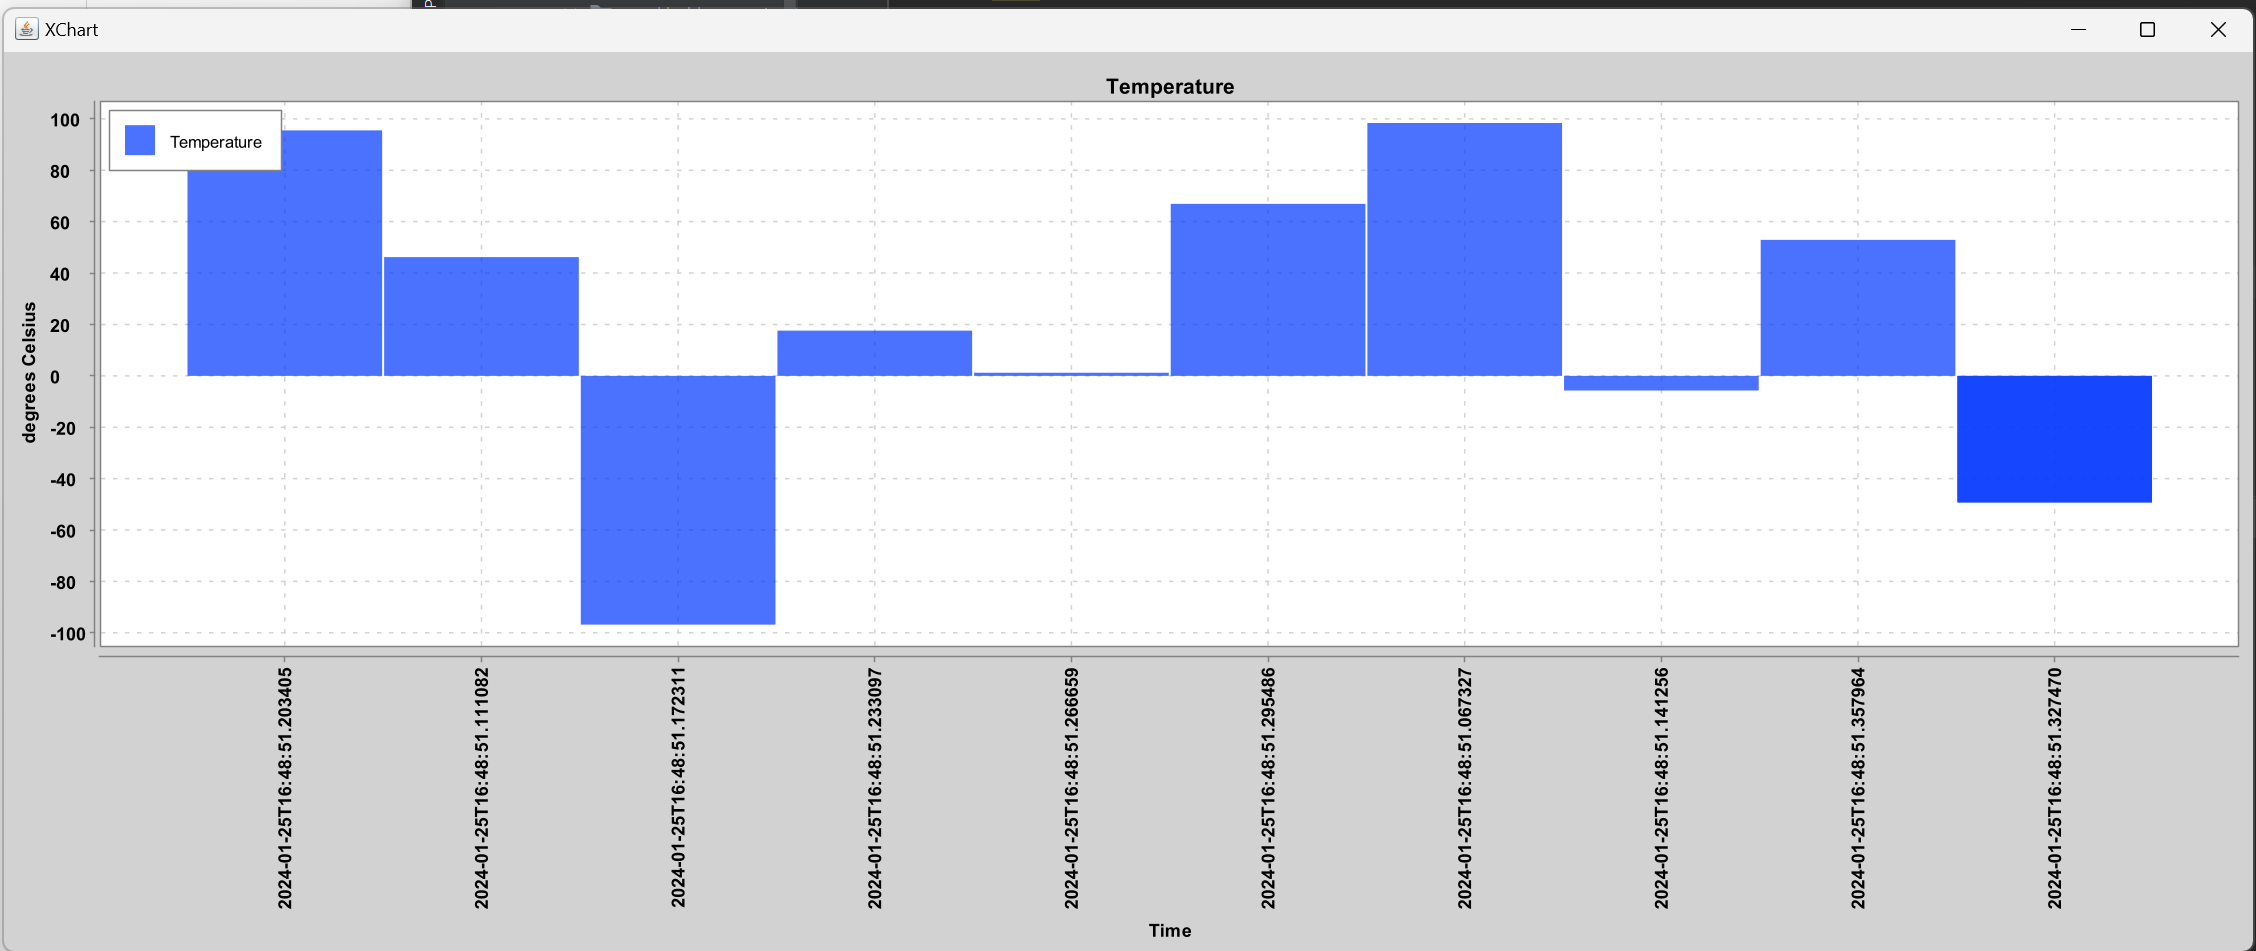 XChart
Temperature
Temperature
degrees Celsius
100
80
60
40
20
0
-20
-40
-60
-80
-100
2024-01-25T16:48:51.203405
2024-01-25T16:48:51.111082
2024-01-25T16:48:51.172311
2024-01-25T16:48:51.233097
2024-01-25T16:48:51.266659
2024-01-25T16:48:51.295486
2024-01-25T16:48:51.067327
2024-01-25T16:48:51.141256
2024-01-25T16:48:51.357964
2024-01-25T16:48:51.327470
Time